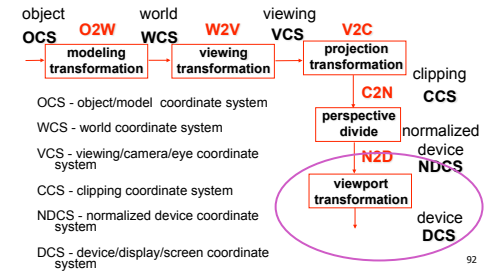 object
O2W
world
W2V
viewing
V2C
OCS
WCS
VCS
modeling
transformation
viewing
transformation
projection
transformation
clipping
CCS
C2N
OCS - object/model coordinate system
WCS - world coordinate system
VCS - viewing/camera/eye coordinate
system
CCS - clipping coordinate system
NDCS - normalized device coordinate
system
DCS - device/display/screen coordinate
system
perspective
divide
normalized
device
NDCS
N2D
viewport
transformation
device
DCS
92